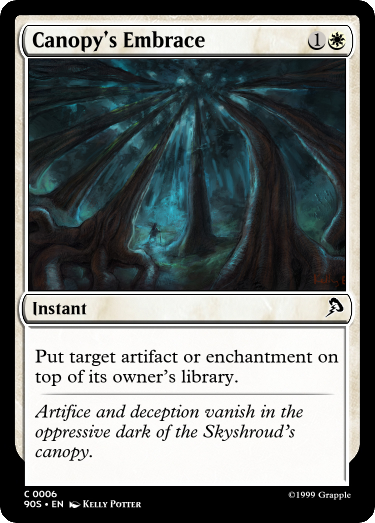 Canopy's Embrace 1
Instant
Put target artifact or enchantment on
top of its owner's library.
Artifice and deception vanish in the
oppressive dark of the Skyshroud's
canopy.
C 0006
90S • EN Kelly Potter
©1999 Grapple